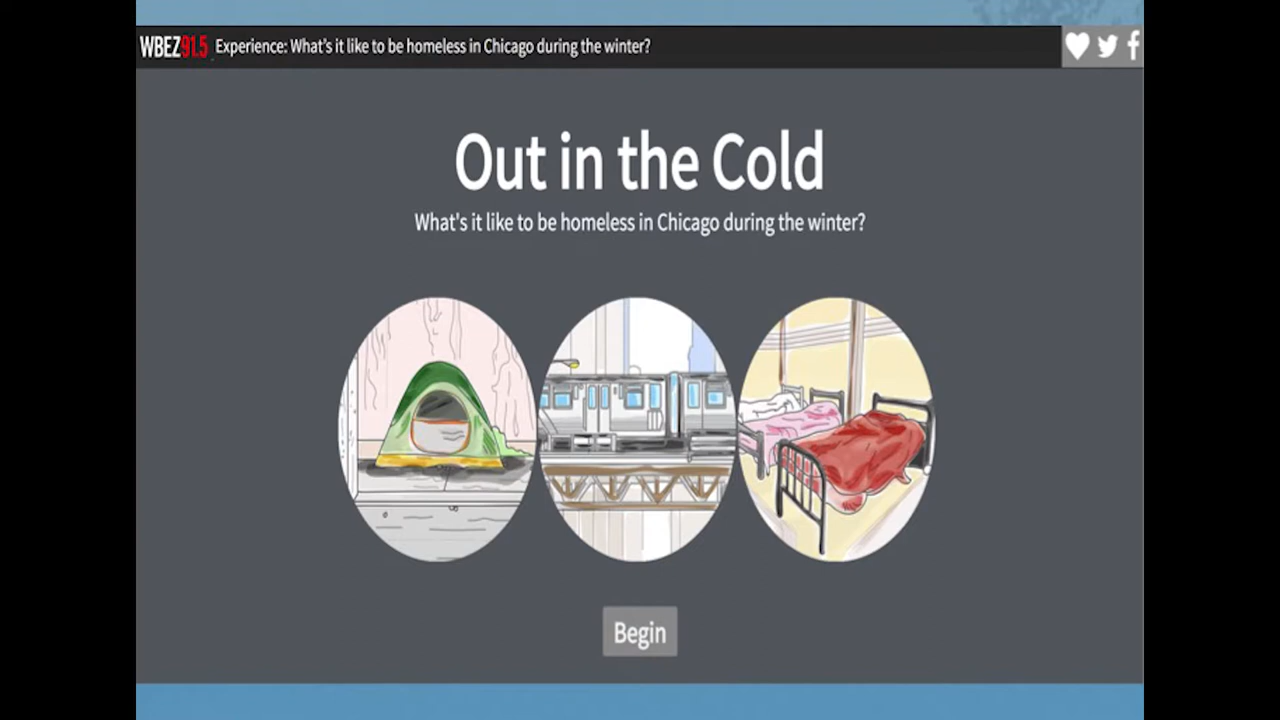 WBEZ91.5 Experience: What's it like to be homeless in Chicago during the winter?
Out in the Cold
What's it like to be homeless in Chicago during the winter?
Begin